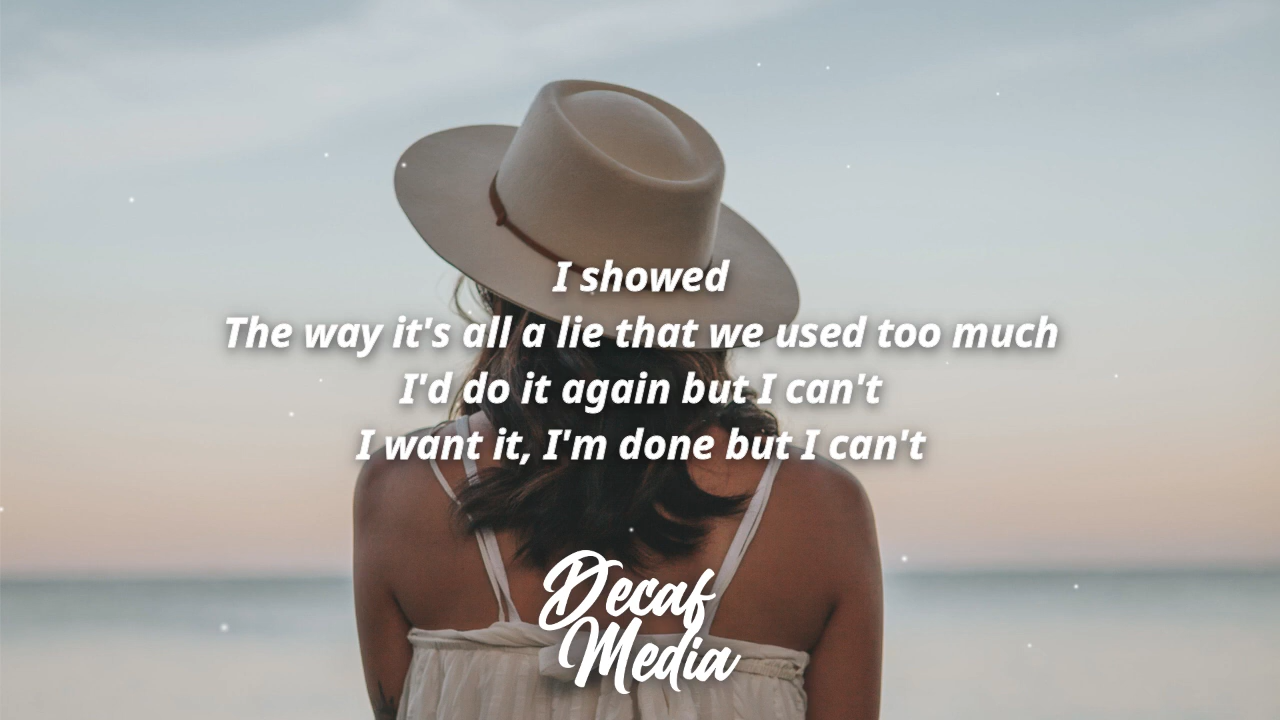 I showed
The way it's all a lie that we used too much
I'd do it again but I can't
I want it, I'm done but I can't
Decaf
Media